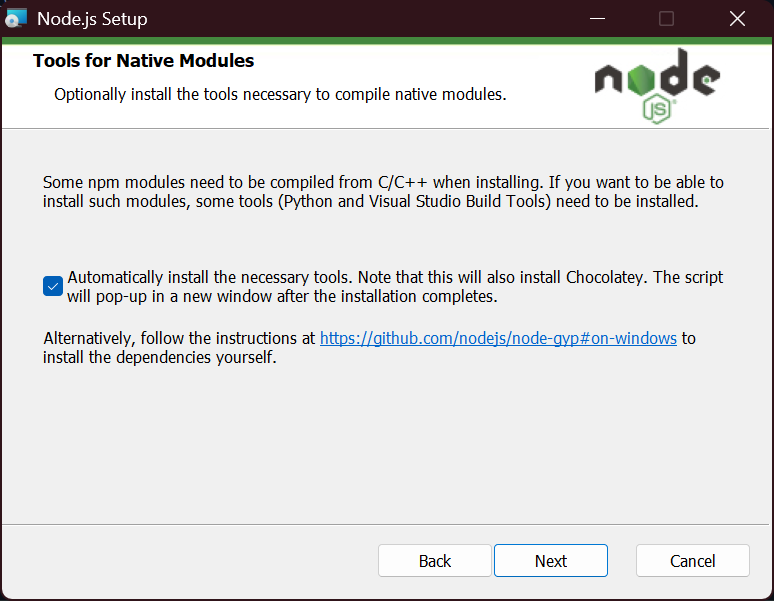 Node.js Setup
Tools for Native Modules
Optionally install the tools necessary to compile native modules.
node
JS
Some npm modules need to be compiled from C/C++ when installing. If you want to be able to
install such modules, some tools (Python and Visual Studio Build Tools) need to be installed.
Automatically install the necessary tools. Note that this will also install Chocolatey. The script
will pop-up in a new window after the installation completes.
Alternatively, follow the instructions at https://github.com/nodejs/node-gyp#on-windows to
install the dependencies yourself.
Back
Next
Cancel